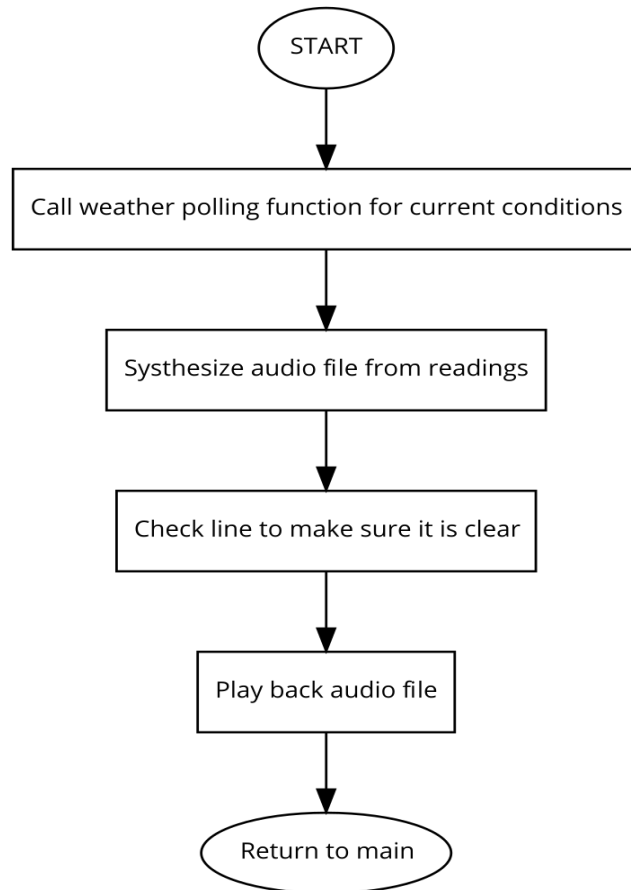 START
Call weather polling function for current conditions
Systhesize audio file from readings
Check line to make sure it is clear
Play back audio file
Return to main